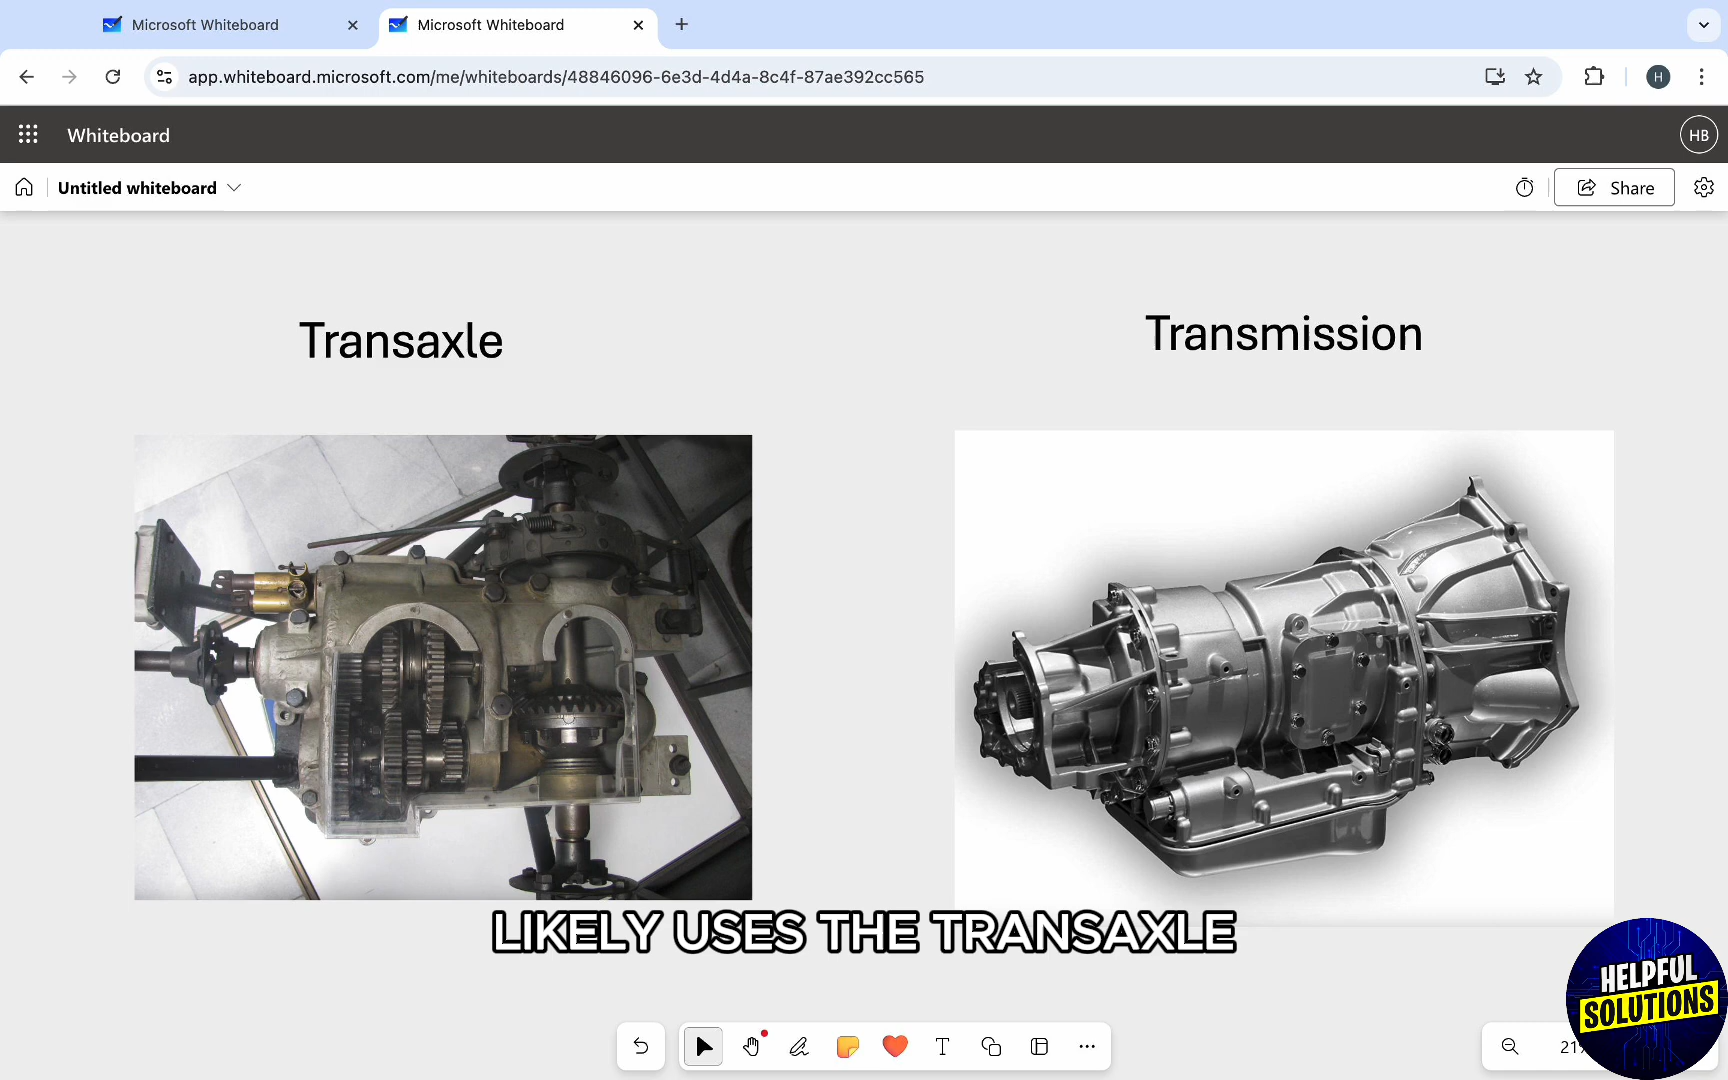 Microsoft Whiteboard
Microsoft Whiteboard
app.whiteboard.microsoft.com/me/whiteboards/48846096-6e3d-4d4a-8c4f-87ae392cc565
H
Whiteboard
HB
Untitled whiteboard
Share
Transaxle
Transmission
LIKELY USES THE TRANSAXLE
HELPFUL
SOLUTIONS
T